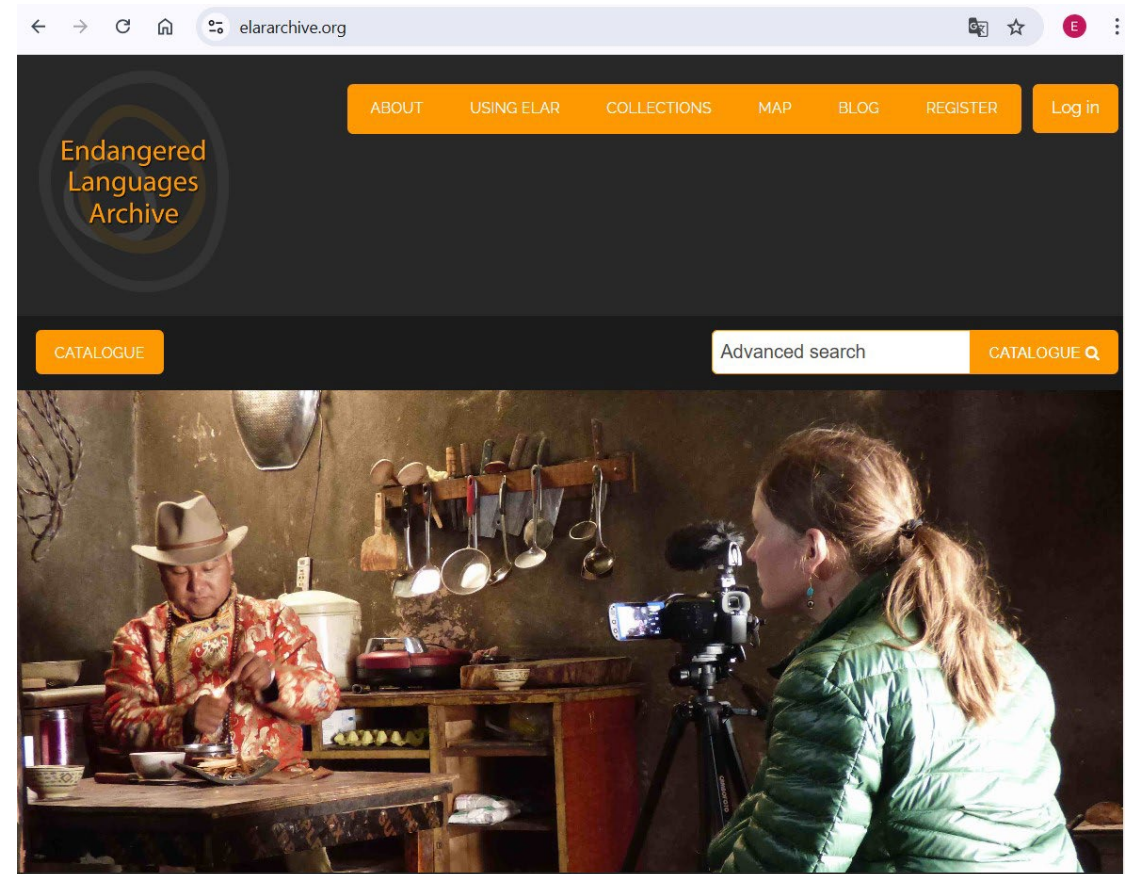 elararchive.org
E
ABOUT USING ELAR COLLECTIONS MAP BLOG REGISTER Log in
Endangered
Languages
Archive
CATALOGUE
Advanced search CATALOGUE